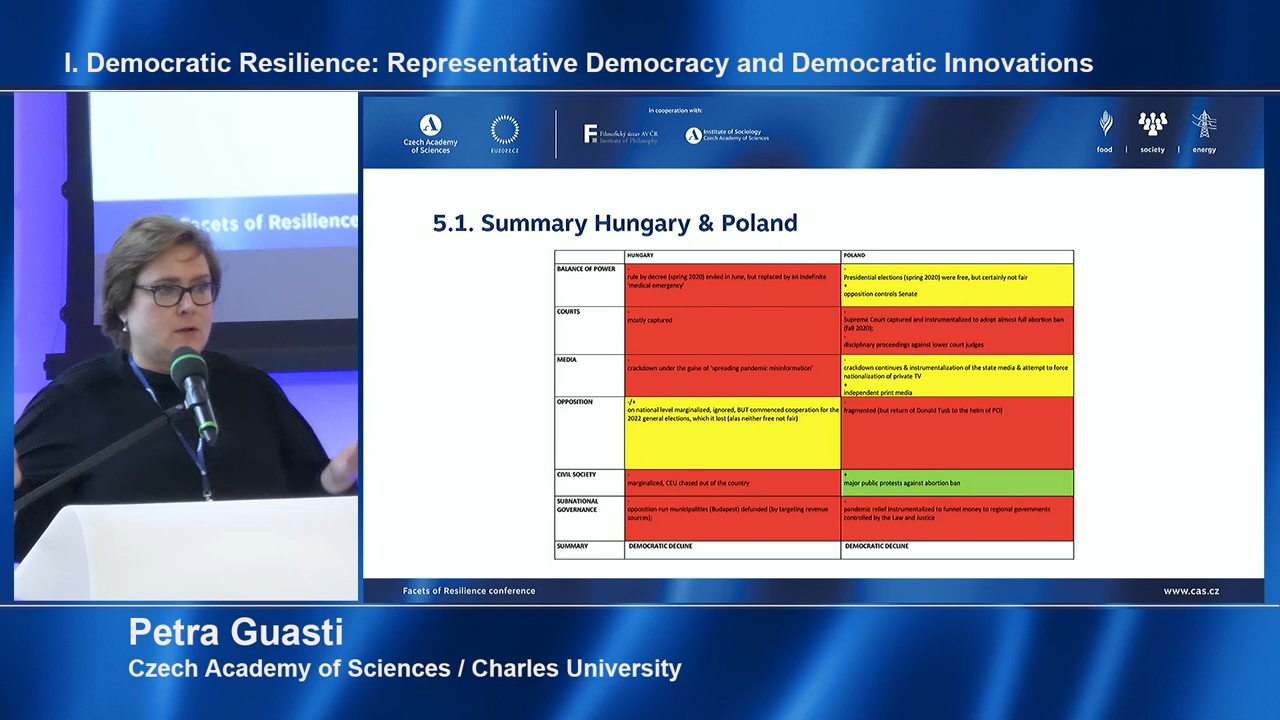 I. Democratic Resilience: Representative Democracy and Democratic Innovations
In cooperation with:
Czech Academy
of Sciences
EU2022.CZ
Filosofický ústav AV ČR
Institute of Philosophy
Institute of Sociology
Czech Academy of Sciences
food | society | energy
Facets of Resilience
5.1. Summary Hungary & Poland
HUNGARY
POLAND
BALANCE OF POWER
-
rule by decree (spring 2020) ended in June, but replaced by an indefinite
'medical emergency'
-
Presidential elections (spring 2020) were free, but certainly not fair
+
opposition controls Senate
COURTS
-
mostly captured
-
Supreme Court captured and instrumentalized to adopt almost full abortion ban
(fall 2020);
-
disciplinary proceedings against lower court judges
MEDIA
-
crackdown under the guise of 'spreading pandemic misinformation'
-
crackdown continues & instrumentalization of the state media & attempt to force
nationalization of private TV
+
independent print media
OPPOSITION
-/+
on national level marginalized, ignored, BUT commenced cooperation for the
2022 general elections, which it lost (alas neither free not fair)
-
fragmented (but return of Donald Tusk to the helm of PO)
CIVIL SOCIETY
-
marginalized, CEU chased out of the country
+
major public protests against abortion ban
SUBNATIONAL
GOVERNANCE
-
opposition-run municipalities (Budapest) defunded (by targeting revenue
sources);
-
pandemic relief instrumentalized to funnel money to regional governments
controlled by the Law and Justice
SUMMARY
DEMOCRATIC DECLINE
DEMOCRATIC DECLINE
Facets of Resilience conference
www.cas.cz
Petra Guasti
Czech Academy of Sciences / Charles University